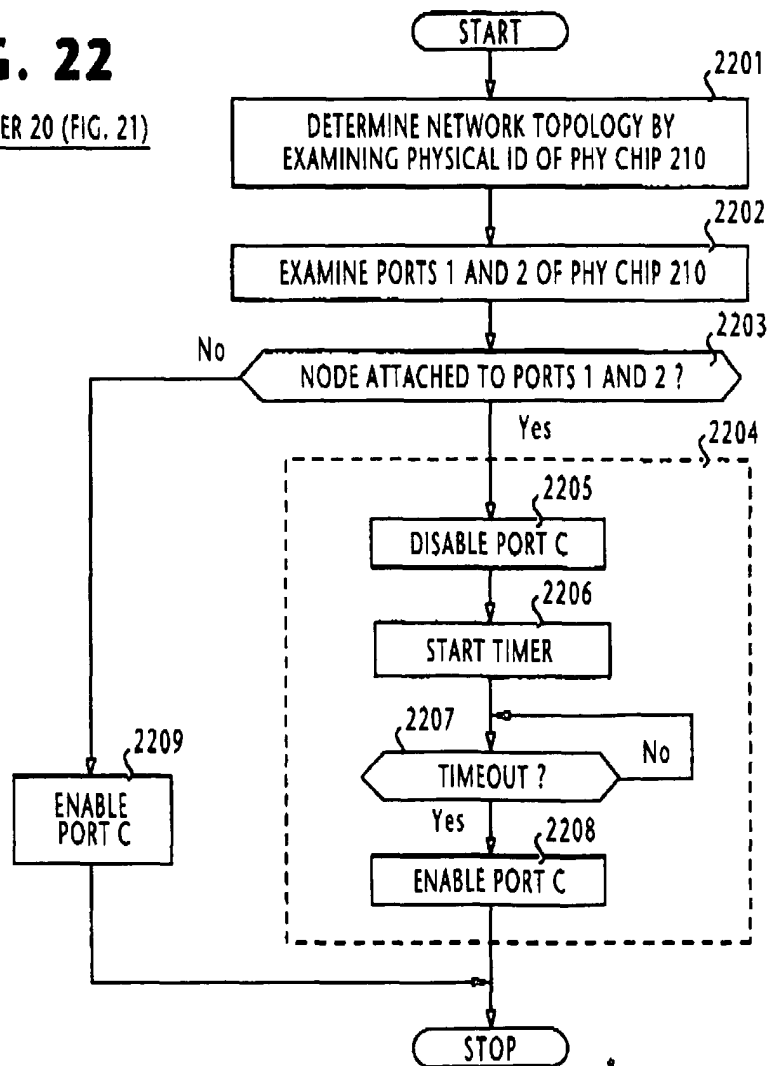 G. 22
ER 20 (FIG. 21)
START
2201
DETERMINE NETWORK TOPOLOGY BY
EXAMINING PHYSICAL ID OF PHY CHIP 210
2202
EXAMINE PORTS 1 AND 2 OF PHY CHIP 210
2203
No
NODE ATTACHED TO PORTS 1 AND 2 ?
Yes
2204
2205
DISABLE PORT C
2206
START TIMER
2207
No
TIMEOUT ?
2209
ENABLE
PORT C
Yes
2208
ENABLE PORT C
STOP